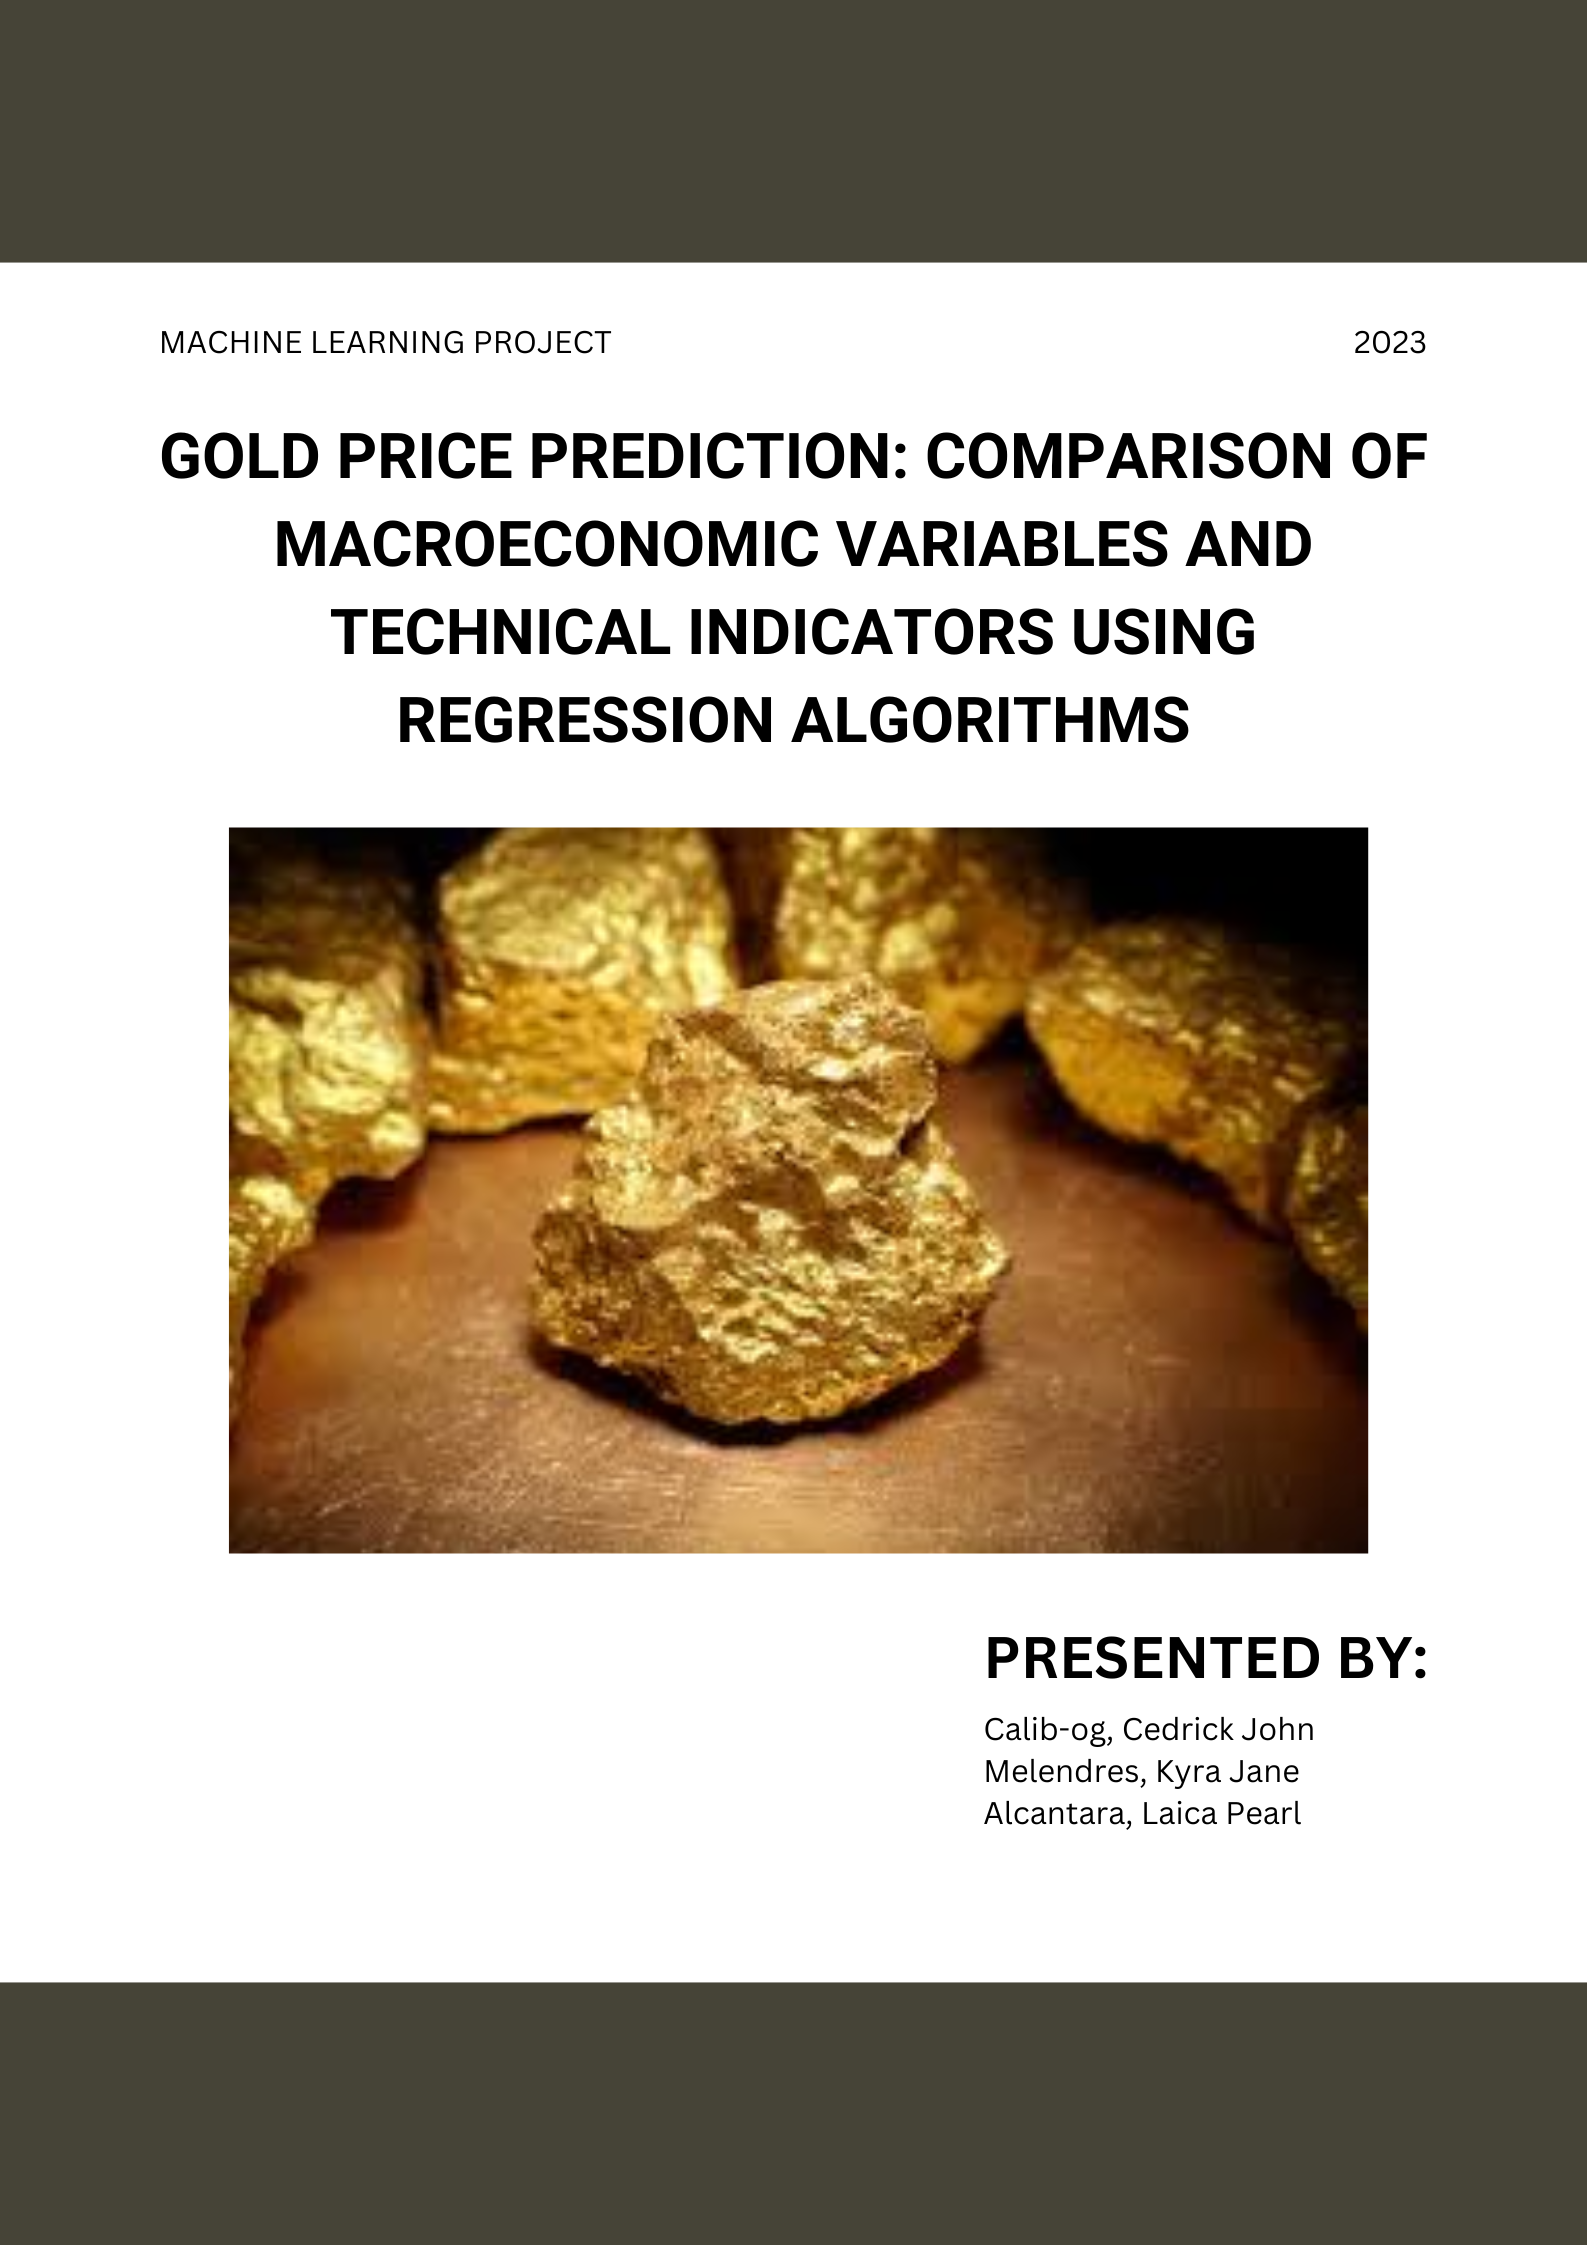 MACHINE LEARNING PROJECT
2023
GOLD PRICE PREDICTION: COMPARISON OF
MACROECONOMIC VARIABLES AND
TECHNICAL INDICATORS USING
REGRESSION ALGORITHMS
PRESENTED BY:
Calib-og, Cedrick John
Melendres, Kyra Jane
Alcantara, Laica Pearl